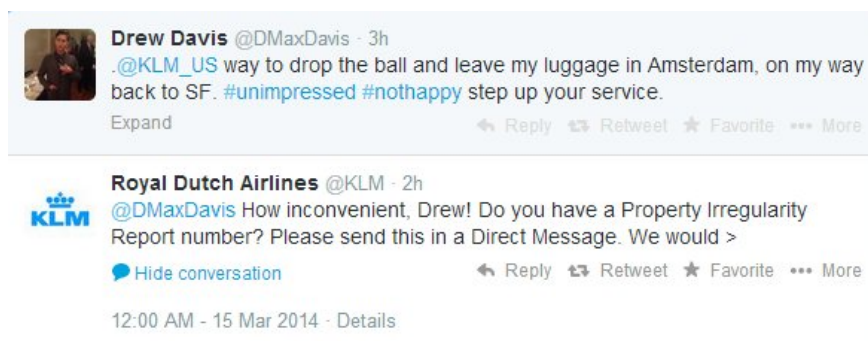 Drew Davis @DMaxDavis · 3h
.@KLM_US way to drop the ball and leave my luggage in Amsterdam, on my way
back to SF. #unimpressed #nothappy step up your service.
Expand Reply Retweet Favorite More
Royal Dutch Airlines @KLM · 2h
KLM
@DMaxDavis How inconvenient, Drew! Do you have a Property Irregularity
Report number? Please send this in a Direct Message. We would >
Hide conversation Reply Retweet Favorite More
12:00 AM - 15 Mar 2014 · Details